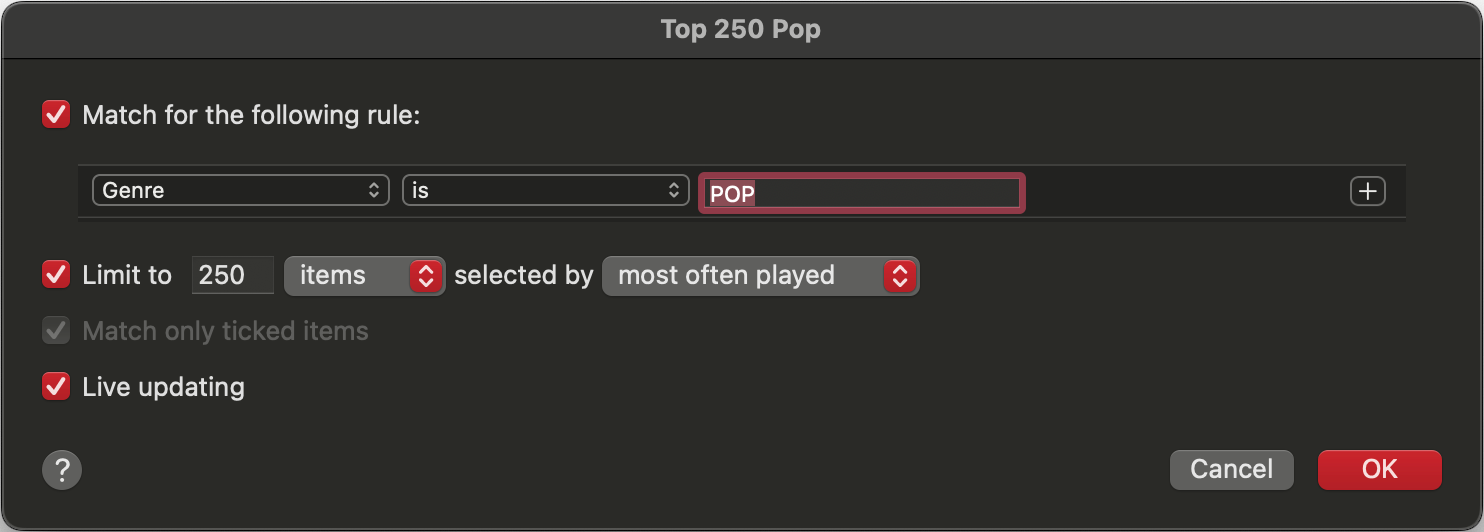 Top 250 Pop
Match for the following rule:
Genre is POP
Limit to 250 items selected by most often played
Match only ticked items
Live updating
? Cancel OK